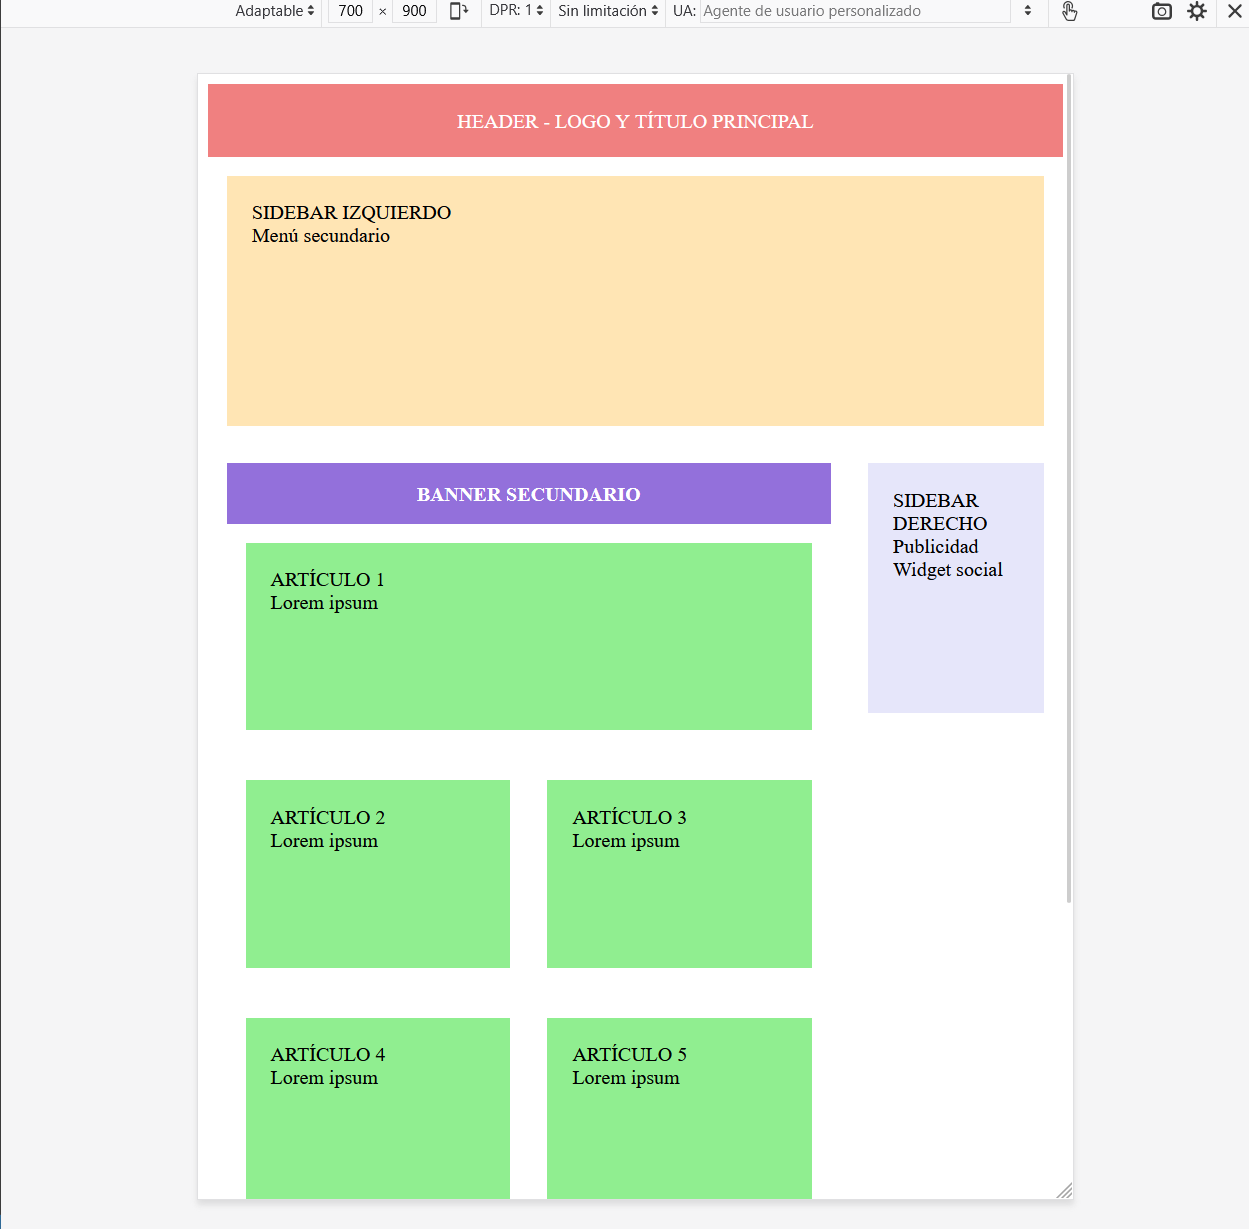 Adaptable 700 × 900 DPR: 1 Sin limitación UA: Agente de usuario personalizado
HEADER - LOGO Y TÍTULO PRINCIPAL
SIDEBAR IZQUIERDO
Menú secundario
BANNER SECUNDARIO
SIDEBAR
DERECHO
Publicidad
Widget social
ARTÍCULO 1
Lorem ipsum
ARTÍCULO 2
Lorem ipsum
ARTÍCULO 3
Lorem ipsum
ARTÍCULO 4
Lorem ipsum
ARTÍCULO 5
Lorem ipsum